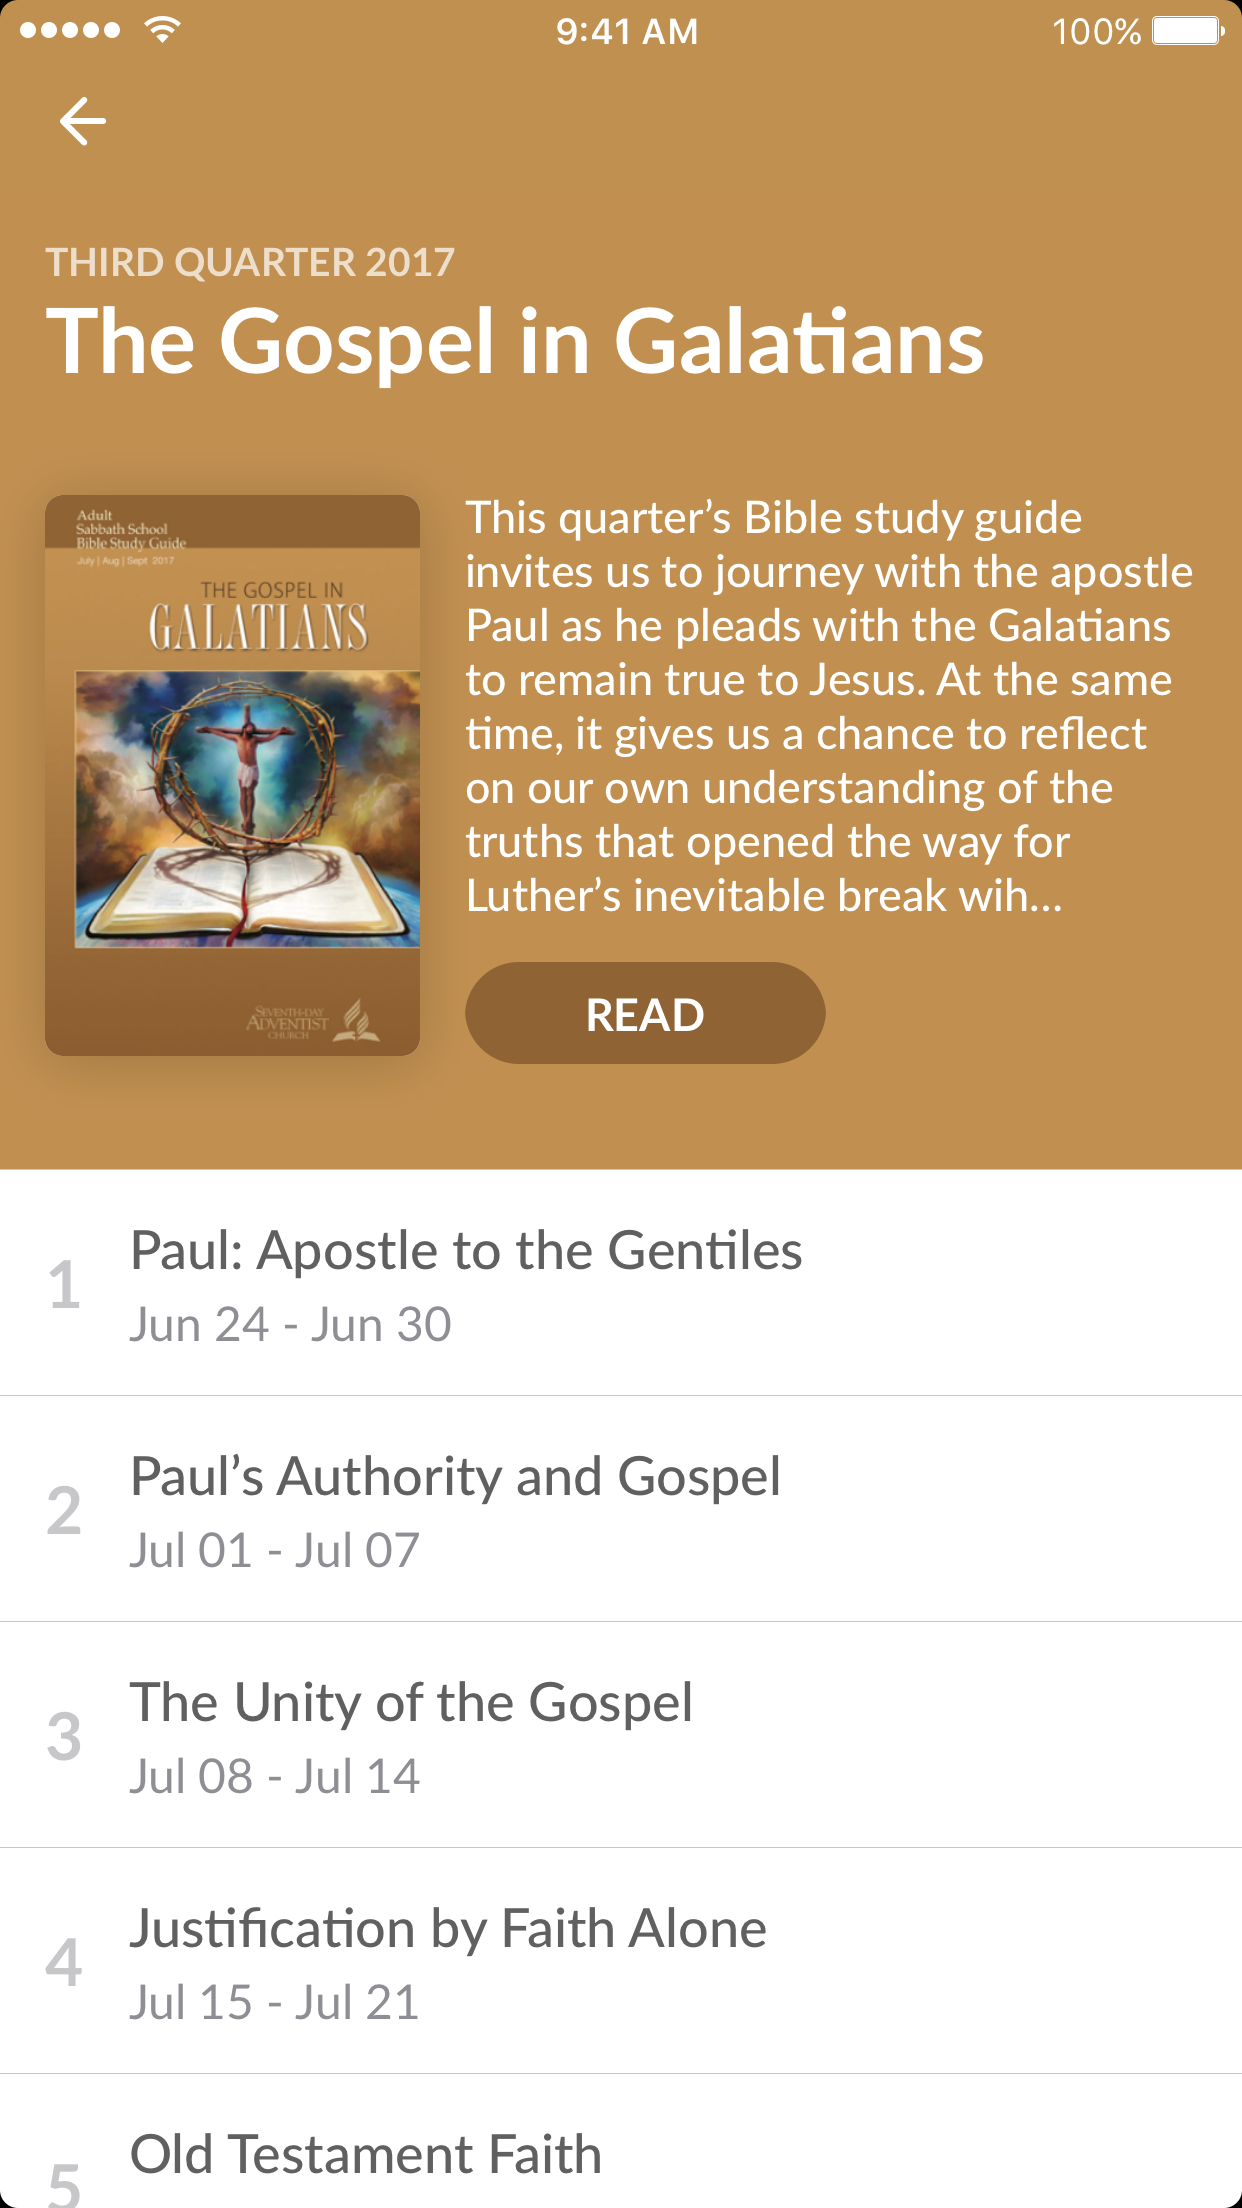 9:41 AM
100%
THIRD QUARTER 2017
The Gospel in Galatians
Adult
Sabbath School
Bible Study Guide
July | Aug | Sept 2017
THE GOSPEL IN
GALATIANS
SEVENTH-DAY
ADVENTIST
CHURCH
This quarter’s Bible study guide
invites us to journey with the apostle
Paul as he pleads with the Galatians
to remain true to Jesus. At the same
time, it gives us a chance to reflect
on our own understanding of the
truths that opened the way for
Luther’s inevitable break wih...
READ
1
Paul: Apostle to the Gentiles
Jun 24 - Jun 30
2
Paul’s Authority and Gospel
Jul 01 - Jul 07
3
The Unity of the Gospel
Jul 08 - Jul 14
4
Justification by Faith Alone
Jul 15 - Jul 21
5
Old Testament Faith